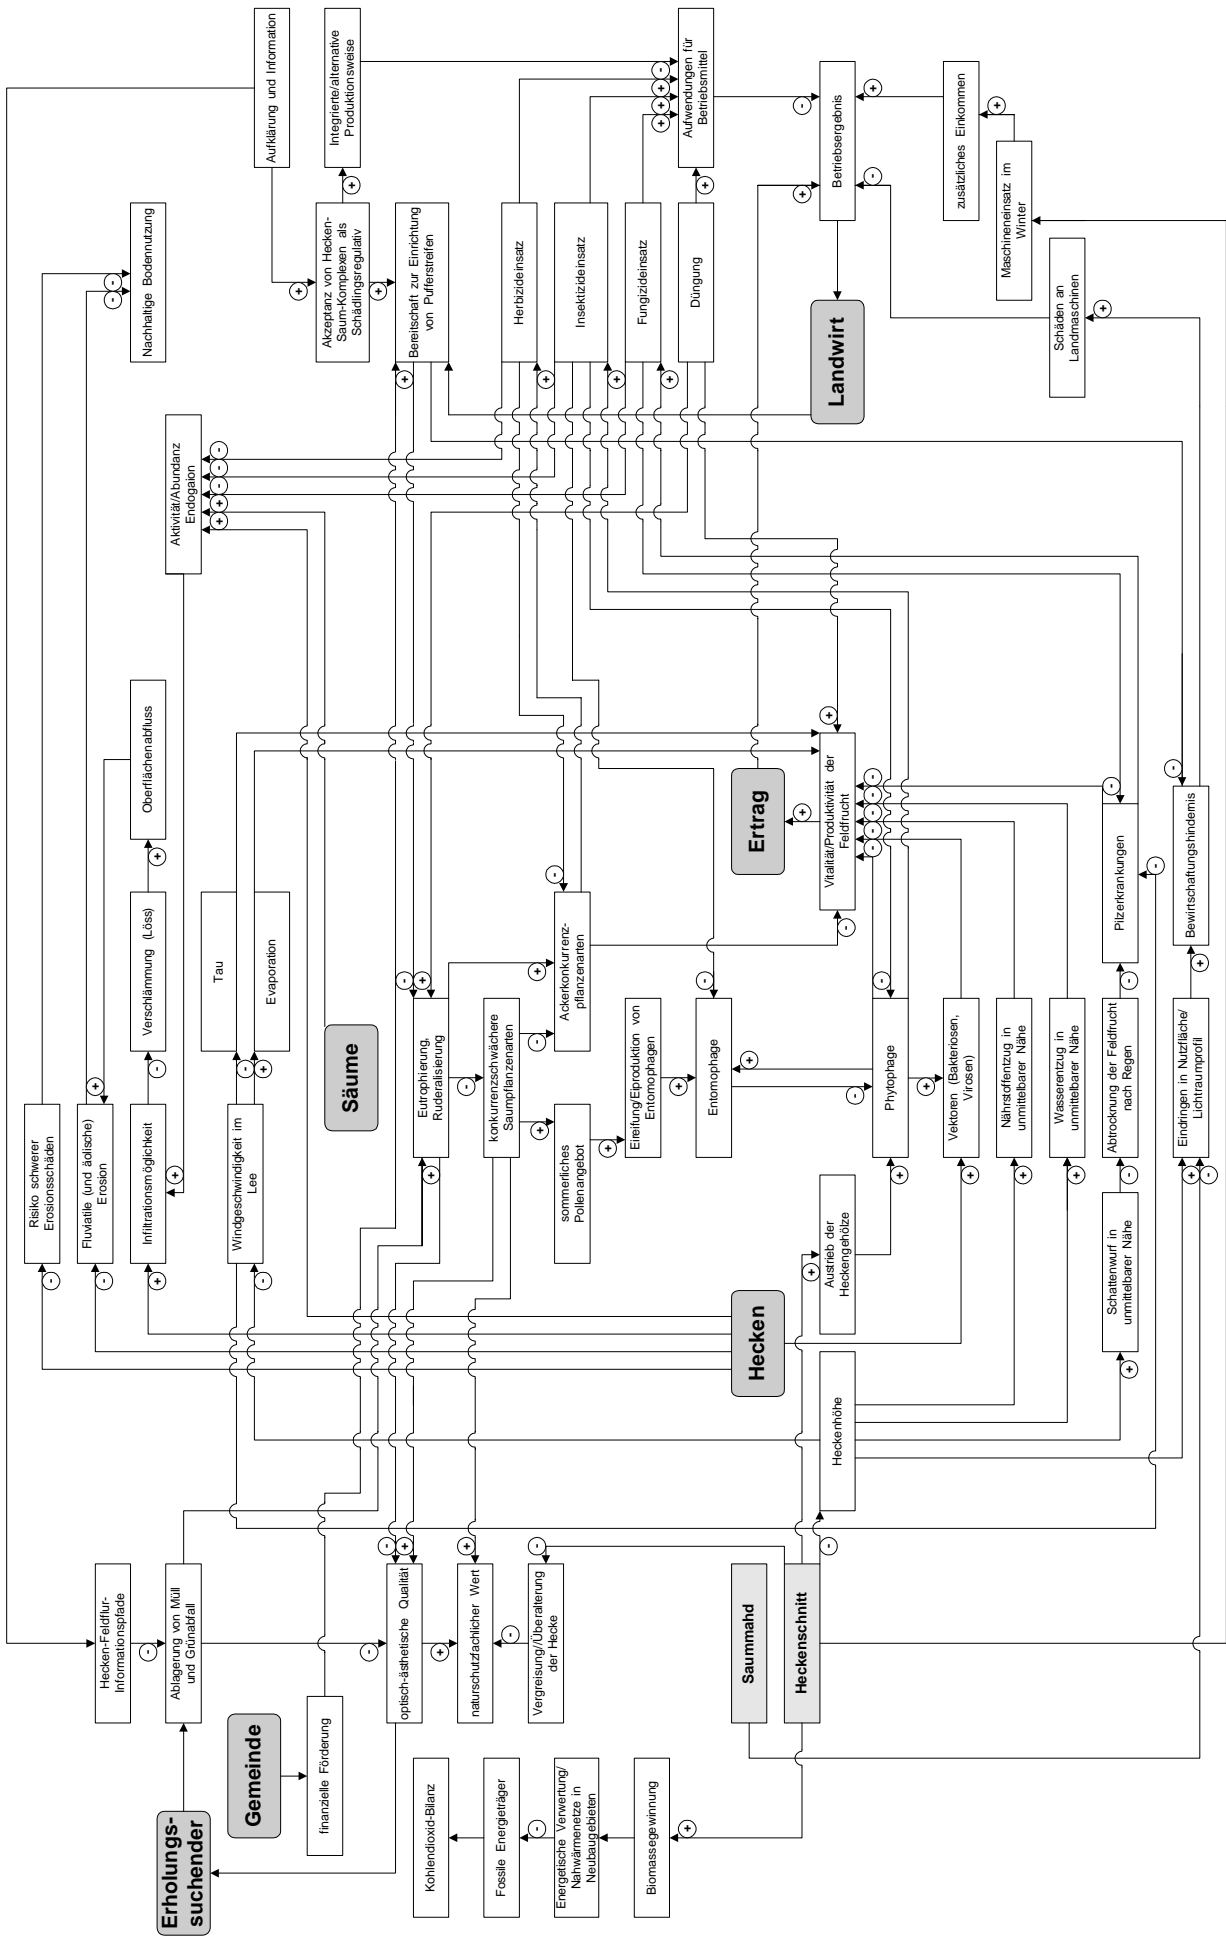 Hecken-Feldflur-
Informationspfade
Ablagerung von Müll
und Grünabfall
Erholungs-
suchender
Gemeinde
finanzielle Förderung
optisch-ästhetische Qualität
naturschutzfachlicher Wert
Vergreisung//Überalterung
der Hecke
Kohlendioxid-Bilanz
Fossile Energieträger
Energetische Verwertung/
Nahwärmenetze in
Neubaugebieten
Biomassegewinnung
Saummahd
Heckenschnitt
Risiko schwerer
Erosionsschäden
Fluviatile (und äolische)
Erosion
Infiltrationsmöglichkeit
Windgeschwindigkeit im
Lee
Verschlämmung (Löss)
Oberflächenabfluss
Tau
Evaporation
Säume
Eutrophierung,
Ruderalisierung
konkurrenzschwächere
Saumpflanzenarten
sommerliches
Pollenangebot
Ackerkonkurrenz-
pflanzenarten
Eireifung/Eiproduktion von
Entomophagen
Entomophage
Hecken
Heckenhöhe
Austrieb der
Heckengehölze
Phytophage
Vektoren (Bakteriosen,
Virosen)
Nährstoffentzug in
unmittelbarer Nähe
Wasserentzug in
unmittelbarer Nähe
Schattenwurf in
unmittelbarer Nähe
Abtrocknung der Feldfrucht
nach Regen
Pilzerkrankungen
Eindringen in Nutzfläche/
Lichtraumprofil
Bewirtschaftungshindernis
Ertrag
Vitalität/Produktivität der
Feldfrucht
Nachhaltige Bodennutzung
Aktivität/Abundanz
Endogaion
Aufklärung und Information
Akzeptanz von Hecken-
Saum-Komplexen als
Schädlingsregulativ
Integrierte/alternative
Produktionsweise
Bereitschaft zur Einrichtung
von Pufferstreifen
Herbizideinsatz
Insektizideinsatz
Fungizideinsatz
Düngung
Aufwendungen für
Betriebsmittel
Landwirt
Betriebsergebnis
zusätzliches Einkommen
Maschineneinsatz im
Winter
Schäden an
Landmaschinen